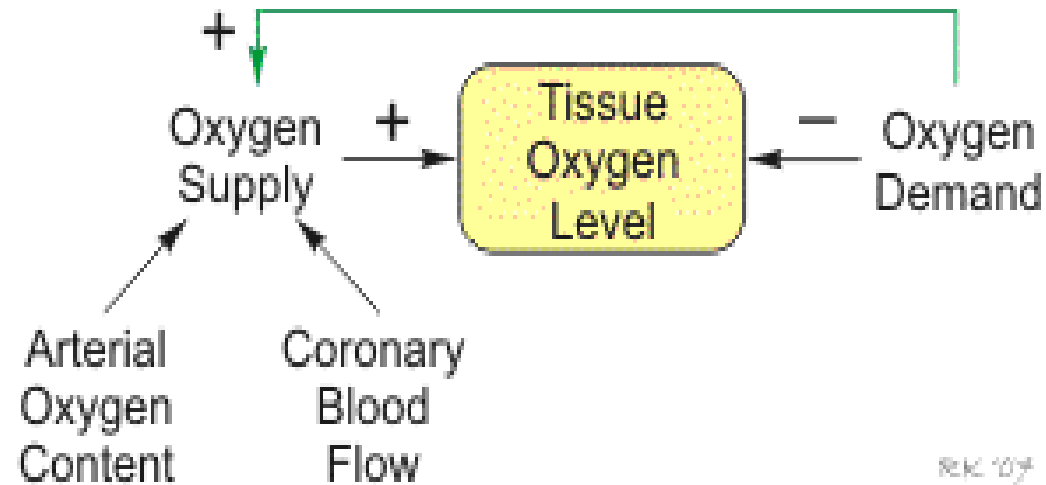 +
Oxygen
Supply
+
Tissue
Oxygen
Level
−
Oxygen
Demand
Arterial
Oxygen
Content
Coronary
Blood
Flow